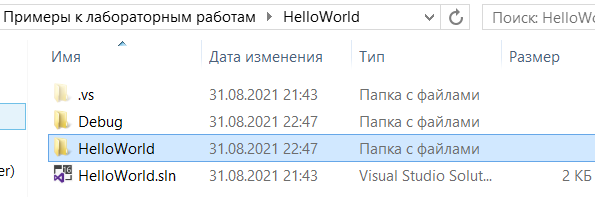 Примеры к лабораторным работам HelloWorld Поиск: HelloWo
Имя Дата изменения Тип Размер
.vs 31.08.2021 21:43 Папка с файлами
Debug 31.08.2021 22:47 Папка с файлами
HelloWorld 31.08.2021 22:47 Папка с файлами
er) HelloWorld.sln 31.08.2021 21:43 Visual Studio Solut... 2 КБ